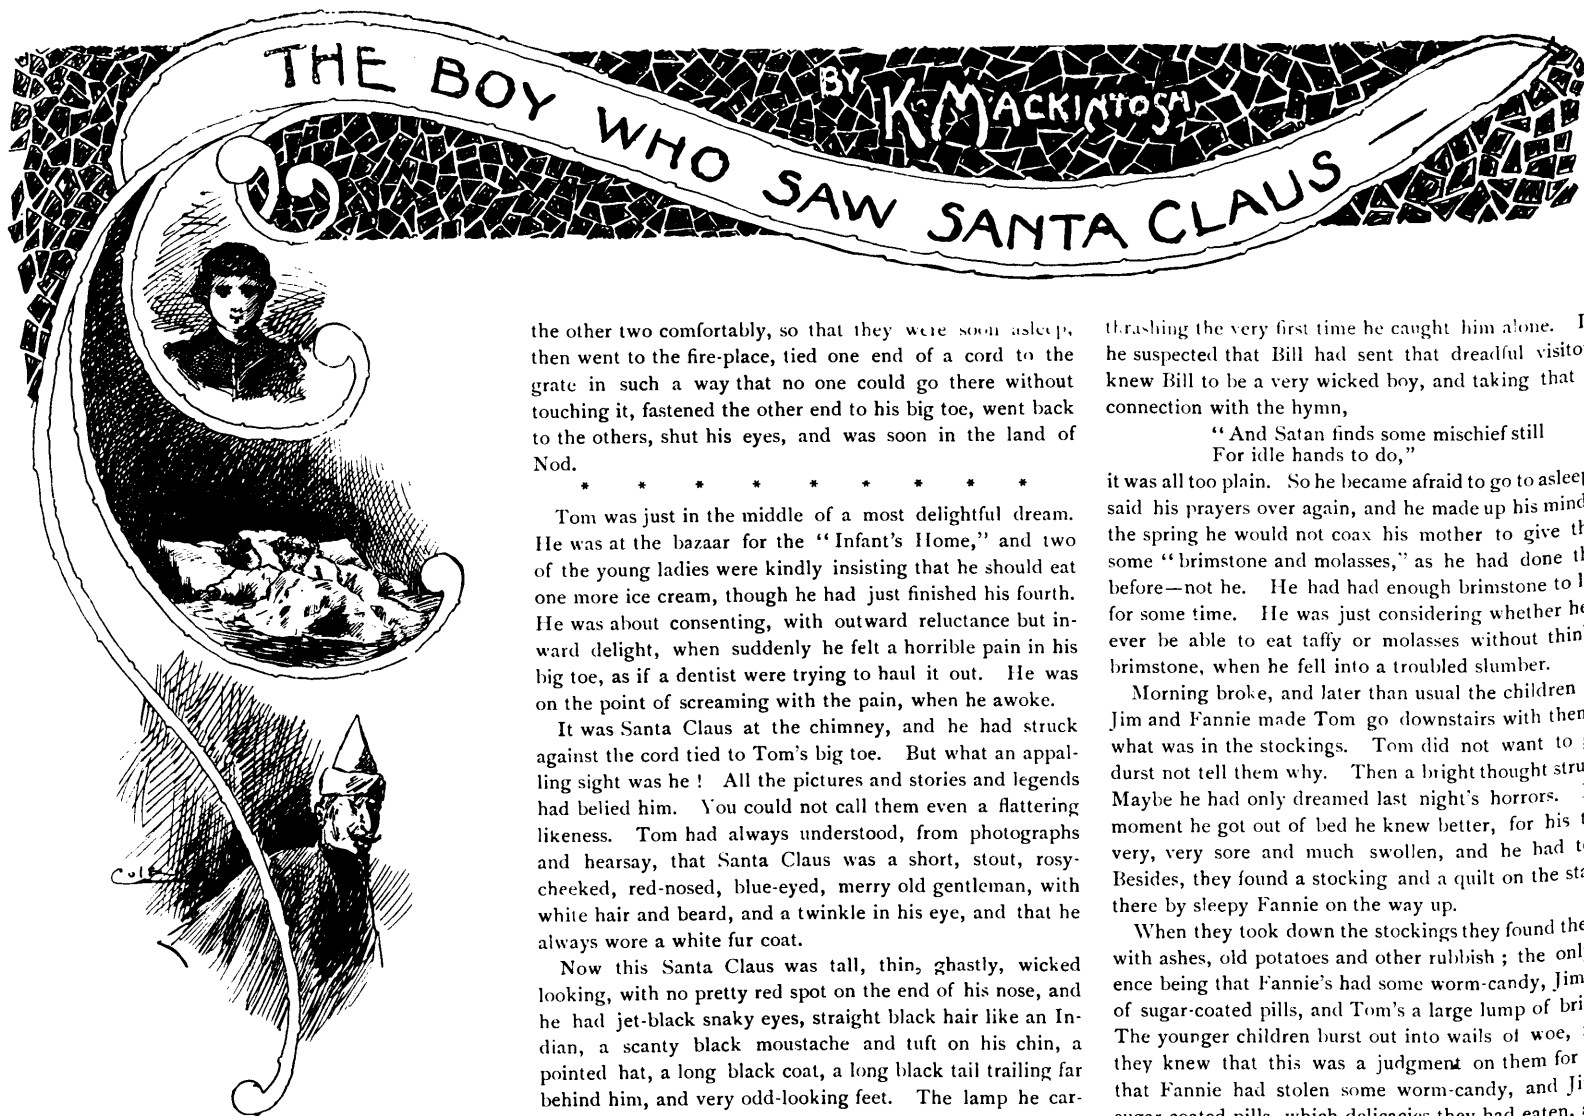 THE BOY WHO SAW SANTA CLAUS
BY K. MACKINTOSH
the other two comfortably, so that they were soon asleep,
then went to the fire-place, tied one end of a cord to the
grate in such a way that no one could go there without
touching it, fastened the other end to his big toe, went back
to the others, shut his eyes, and was soon in the land of
Nod.
* * * * * * * * *
Tom was just in the middle of a most delightful dream.
He was at the bazaar for the "Infant's Home," and two
of the young ladies were kindly insisting that he should eat
one more ice cream, though he had just finished his fourth.
He was about consenting, with outward reluctance but in-
ward delight, when suddenly he felt a horrible pain in his
big toe, as if a dentist were trying to haul it out. He was
on the point of screaming with the pain, when he awoke.
It was Santa Claus at the chimney, and he had struck
against the cord tied to Tom's big toe. But what an appal-
ling sight was he! All the pictures and stories and legends
had belied him. You could not call them even a flattering
likeness. Tom had always understood, from photographs
and hearsay, that Santa Claus was a short, stout, rosy-
cheeked, red-nosed, blue-eyed, merry old gentleman, with
white hair and beard, and a twinkle in his eye, and that he
always wore a white fur coat.
Now this Santa Claus was tall, thin, ghastly, wicked
looking, with no pretty red spot on the end of his nose, and
he had jet-black snaky eyes, straight black hair like an In-
dian, a scanty black moustache and tuft on his chin, a
pointed hat, a long black coat, a long black tail trailing far
behind him, and very odd-looking feet. The lamp he car-
thrashing the very first time he caught him alone.
he suspected that Bill had sent that dreadful
knew Bill to be a very wicked boy, and taking that
connection with the hymn,
"And Satan finds some mischief still
For idle hands to do,"
it was all too plain. So he became afraid to go to
said his prayers over again, and he made up his mind
the spring he would not coax his mother to give
some "brimstone and molasses," as he had done
before—not he. He had had enough brimstone to
for some time. He was just considering whether he
ever be able to eat taffy or molasses without
brimstone, when he fell into a troubled slumber.
Morning broke, and later than usual the children
Jim and Fannie made Tom go downstairs with
what was in the stockings. Tom did not want to
durst not tell them why. Then a bright thought
Maybe he had only dreamed last night's horrors.
moment he got out of bed he knew better, for his
very, very sore and much swollen, and he had
Besides, they found a stocking and a quilt on the
there by sleepy Fannie on the way up.
When they took down the stockings they found
with ashes, old potatoes and other rubbish; the
ence being that Fannie's had some worm-candy,
of sugar-coated pills, and Tom's a large lump of
The younger children burst out into wails of woe,
they knew that this was a judgment on them for
that Fannie had stolen some worm-candy, and
sugar-coated pills, which delicacies they had eaten,
Cole